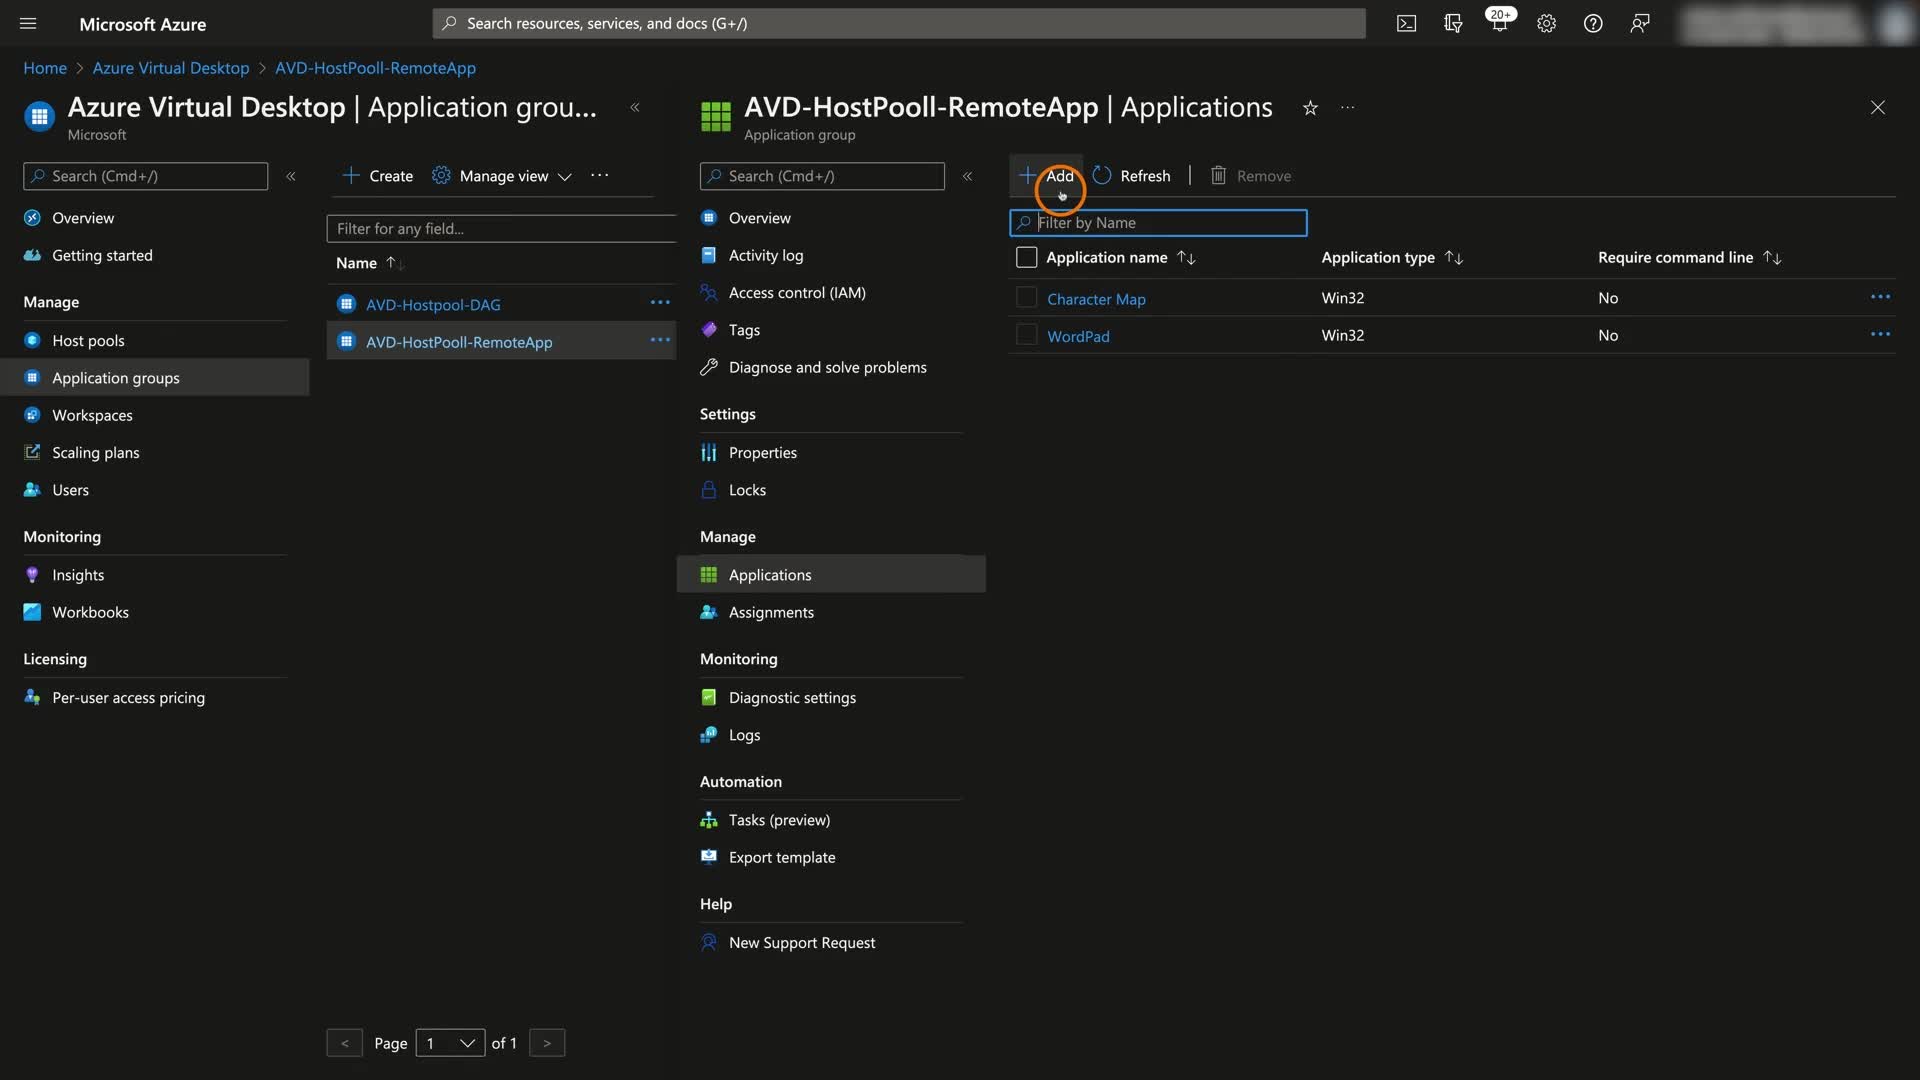 Microsoft Azure
Search resources, services, and docs (G+/)
20+
Home > Azure Virtual Desktop > AVD-HostPooll-RemoteApp
Azure Virtual Desktop | Application grou...
Microsoft
Search (Cmd+/)
Overview
Getting started
Manage
Host pools
Application groups
Workspaces
Scaling plans
Users
Monitoring
Insights
Workbooks
Licensing
Per-user access pricing
Create
Manage view
Filter for any field...
Name
AVD-Hostpool-DAG
AVD-HostPooll-RemoteApp
< Page 1 of 1 >
AVD-HostPooll-RemoteApp | Applications
Application group
Search (Cmd+/)
Overview
Activity log
Access control (IAM)
Tags
Diagnose and solve problems
Settings
Properties
Locks
Manage
Applications
Assignments
Monitoring
Diagnostic settings
Logs
Automation
Tasks (preview)
Export template
Help
New Support Request
Add Refresh Remove
Filter by Name
Application name Application type Require command line
Character Map Win32 No
WordPad Win32 No